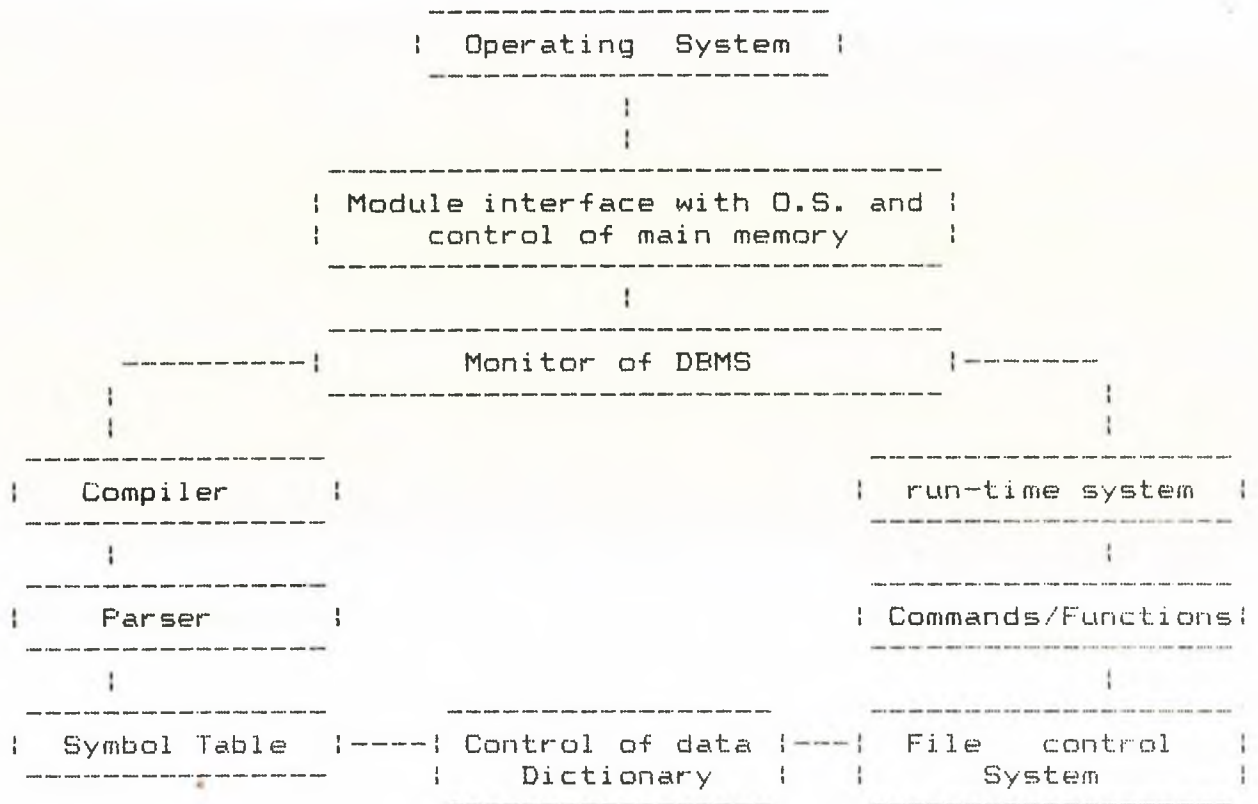 Operating System
Module interface with O.S. and
control of main memory
Monitor of DBMS
Compiler
run-time system
Parser
Commands/Functions
Symbol Table
Control of data
Dictionary
File control
System